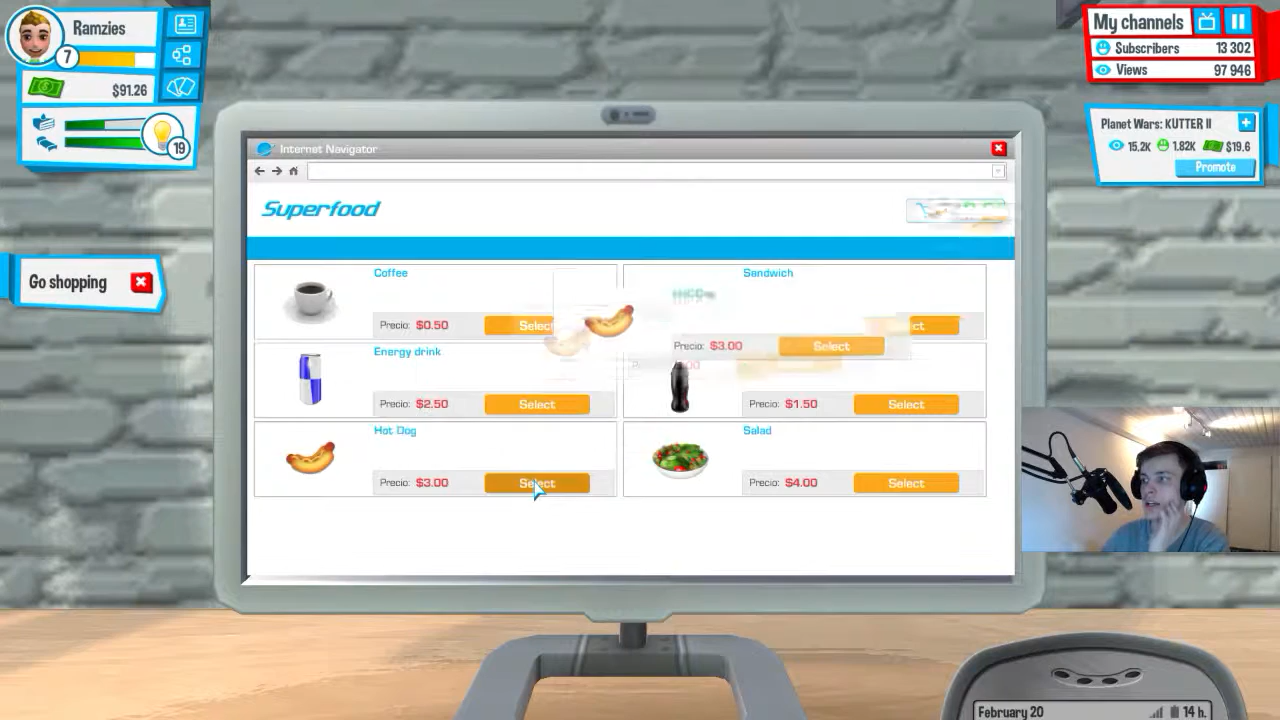 Ramzies
7
$91.26
19
My channels
Subscribers 13 302
Views 97 946
Planet Wars: KUTTER II
15.2K 1.82K $19.6
Promote
Go shopping
Internet Navigator
Superfood
Coffee
Precio: $0.50 Select
Sandwich
Precio: $3.00 Select
Energy drink
Precio: $2.50 Select
Precio: $1.50 Select
Hot Dog
Precio: $3.00 Select
Salad
Precio: $4.00 Select
February 20 14 h.